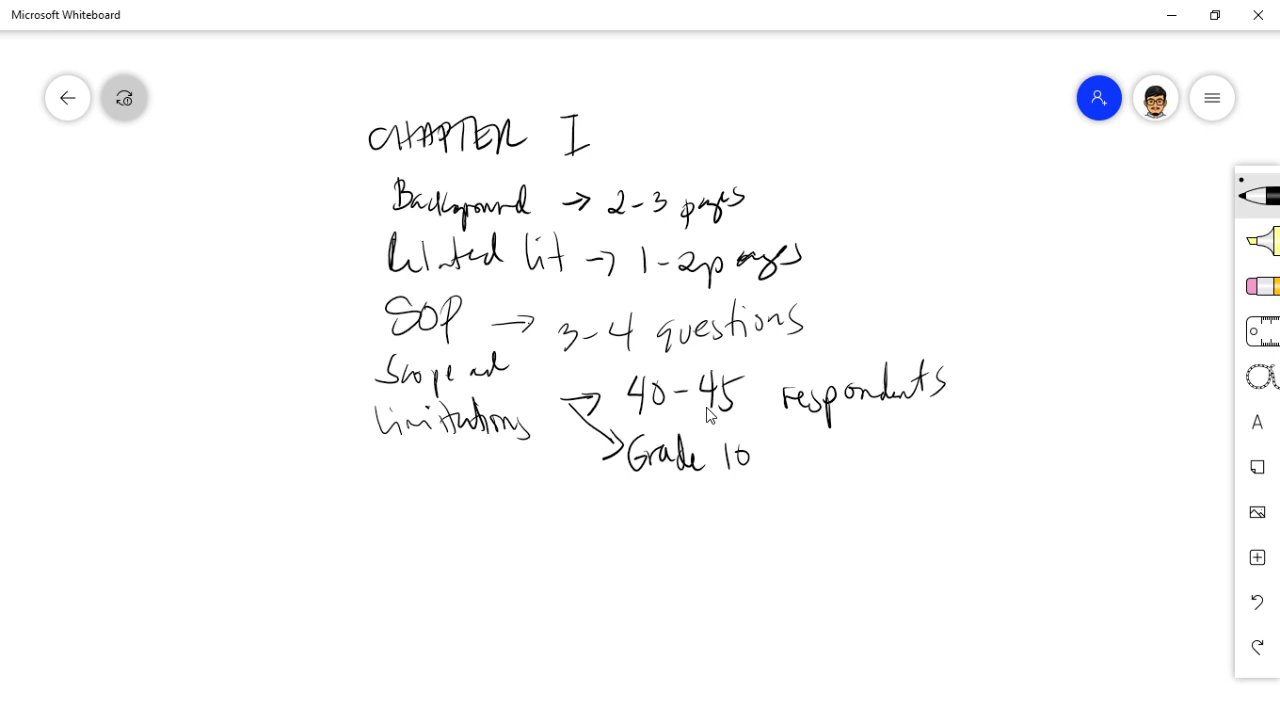 Microsoft Whiteboard
CHAPTER I
Background → 2-3 pages
Related lit → 1-2 pages
SOP → 3-4 questions
Scope and
limitations → 40-45 respondents
Grade 10
A